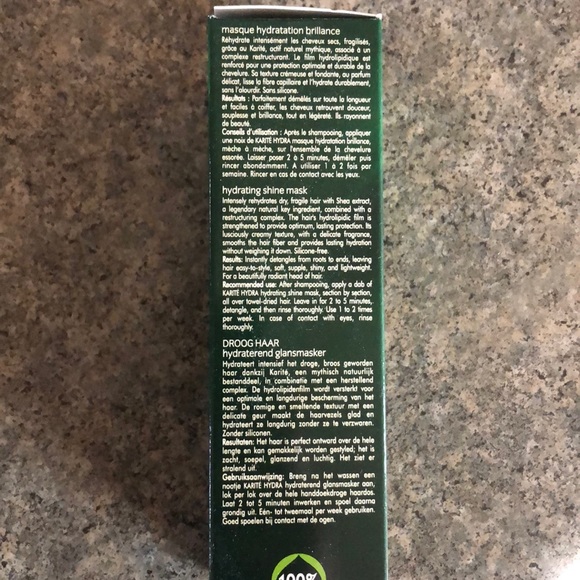 masque hydratation brillance
Réhydrate intensément les cheveux secs, fragilisés,
grâce au Karité, actif naturel mythique, associé à un
complexe restructurant. Le film hydrolipidique est
renforcé pour une protection optimale et durable de la
chevelure. Sa texture crémeuse et fondante, au parfum
délicat, lisse la fibre capillaire et l'hydrate durablement,
sans l'alourdir. Sans silicone.
Résultats : Parfaitement démêlés sur toute la longueur
et faciles à coiffer, les cheveux retrouvent douceur,
souplesse et brillance, tout en légèreté. Ils rayonnent
de beauté.
Conseils d'utilisation : Après le shampooing, appliquer
une noix de KARITÉ HYDRA masque hydratation brillance,
mèche à mèche, sur l'ensemble de la chevelure
essorée. Laisser poser 2 à 5 minutes, démêler puis
rincer abondamment. A utiliser 1 à 2 fois par
semaine. Rincer en cas de contact avec les yeux.
hydrating shine mask
Intensely rehydrates dry, fragile hair with Shea extract,
a legendary natural key ingredient, combined with a
restructuring complex. The hair's hydrolipidic film is
strengthened to provide optimum, lasting protection. Its
lusciously creamy texture, with a delicate fragrance,
smooths the hair fiber and provides lasting hydration
without weighing it down. Silicone-free.
Results: Instantly detangles from roots to ends, leaving
hair easy-to-style, soft, supple, shiny, and lightweight.
For a beautifully radiant head of hair.
Recommended use: After shampooing, apply a dab of
KARITÉ HYDRA hydrating shine mask, section by section,
all over towel-dried hair. Leave in for 2 to 5 minutes,
detangle, and then rinse thoroughly. Use 1 to 2 times
per week. In case of contact with eyes, rinse
thoroughly.
DROOG HAAR
hydraterend glansmasker
Hydrateert intensief het droge, broos geworden
haar dankzij Karité, een mythisch natuurlijk
bestanddeel, in combinatie met een herstellend
complex. De hydrolipidenfilm wordt versterkt voor
een optimale en langdurige bescherming van het
haar. De romige en smeltende textuur met een
delicate geur maakt de haarvezels glad en
hydrateert ze langdurig zonder ze te verzwaren.
Zonder siliconen.
Resultaten: Het haar is perfect ontward over de hele
lengte en kan gemakkelijk worden gestyled; het is
zacht, soepel, glanzend en luchtig. Het ziet er
stralend uit.
Gebruiksaanwijzing: Breng na het wassen een
nootje KARITÉ HYDRA hydraterend glansmasker aan,
lok per lok over de hele handdoekdroge haardos.
Laat 2 tot 5 minuten inwerken en spoel daarna
grondig uit. Eén- tot tweemaal per week gebruiken.
Goed spoelen bij contact met de ogen.
100%